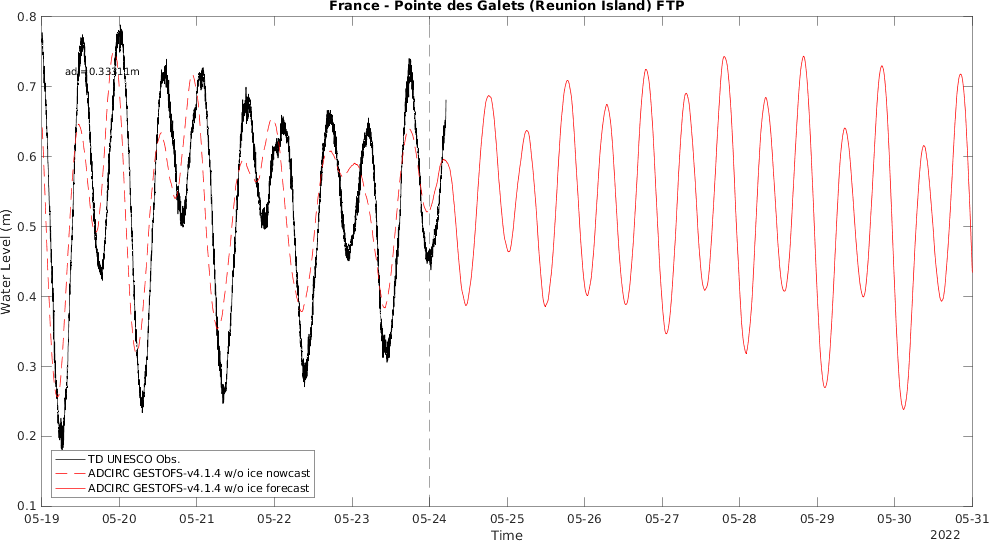 France - Pointe des Galets (Reunion Island) FTP
0.8
0.7
0.6
0.5
0.4
0.3
0.2
0.1
Water Level (m)
TD UNESCO Obs.
ADCIRC GESTOFS-v4.1.4 w/o ice nowcast
ADCIRC GESTOFS-v4.1.4 w/o ice forecast
05-19 05-20 05-21 05-22 05-23 05-24 05-25 05-26 05-27 05-28 05-29 05-30 05-31
Time
2022